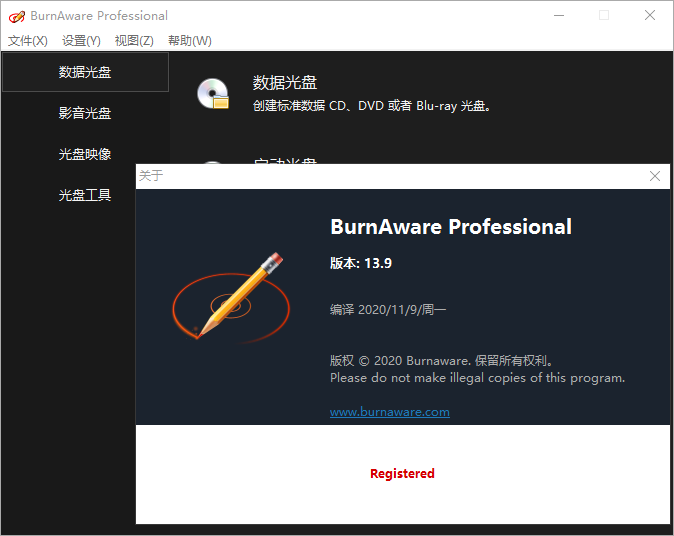 BurnAware Professional
文件(X) 设置(Y) 视图(Z) 帮助(W)
数据光盘
影音光盘
光盘映像
光盘工具
数据光盘
创建标准数据 CD、DVD 或者 Blu-ray 光盘。
启动光盘
关于
BurnAware Professional
版本: 13.9
编译 2020/11/9/周一
版权 © 2020 Burnaware. 保留所有权利。
Please do not make illegal copies of this program.
www.burnaware.com
Registered